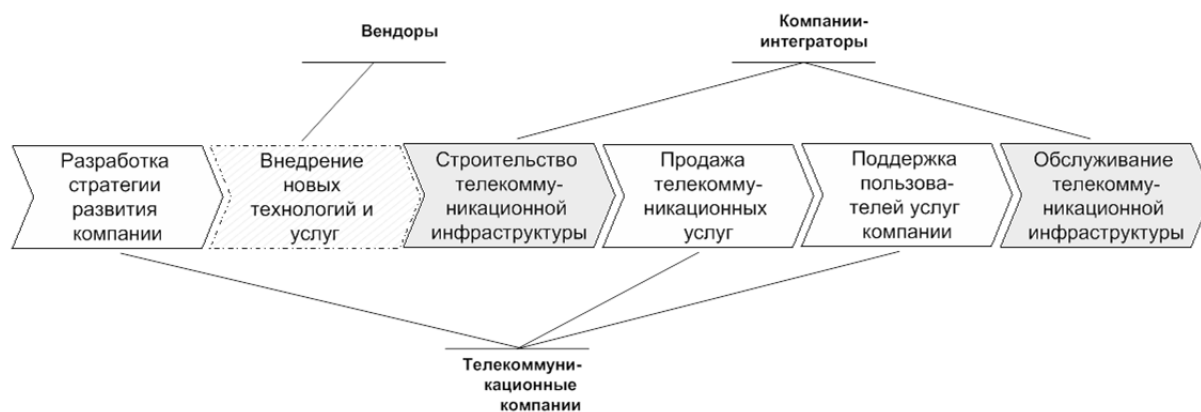 Вендоры
Компании-
интеграторы
Разработка
стратегии
развития
компании
Внедрение
новых
технологий и
услуг
Строительство
телекомму-
никационной
инфраструктуры
Продажа
телекомму-
никационных
услуг
Поддержка
пользова-
телей услуг
компании
Обслуживание
телекомму-
никационной
инфраструктуры
Телекоммуни-
кационные
компании